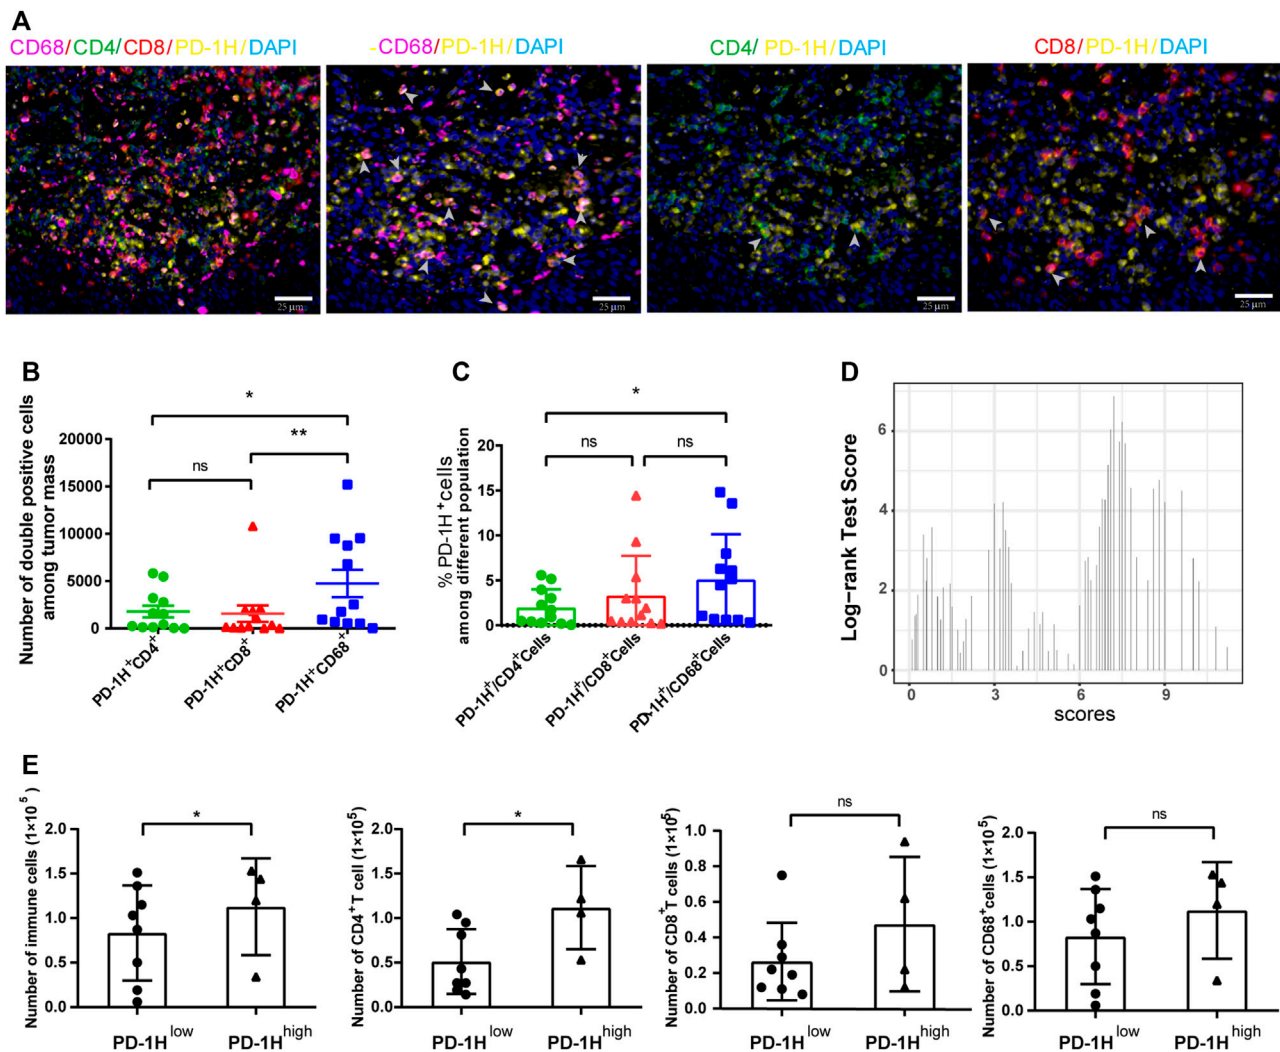 A
CD68/CD4/CD8/PD-1H/DAPI
-CD68/PD-1H/DAPI
CD4/ PD-1H/DAPI
CD8/PD-1H/DAPI
25 µm
25 µm
25 µm
25 µm
B
Number of double positive cells
among tumor mass
20000
15000
10000
5000
0
*
**
ns
PD-1H+CD4+
PD-1H+CD8+
PD-1H+CD68+
C
% PD-1H+cells
among different population
20
15
10
5
0
*
ns
ns
PD-1H+/CD4+Cells
PD-1H+/CD8+Cells
PD-1H+/CD68+Cells
D
Log-rank Test Score
6
4
2
0
0
3
6
9
scores
E
Number of immune cells (1×10^5 )
2.0
1.5
1.0
0.5
0.0
*
PD-1H^low
PD-1H^high
Number of CD4+T cell (1×10^5)
2.0
1.5
1.0
0.5
0.0
*
PD-1H^low
PD-1H^high
Number of CD8+T cells (1×10^5)
1.0
0.8
0.6
0.4
0.2
0.0
ns
PD-1H^low
PD-1H^high
Number of CD68+cells (1×10^5)
2.0
1.5
1.0
0.5
0.0
ns
PD-1H^low
PD-1H^high